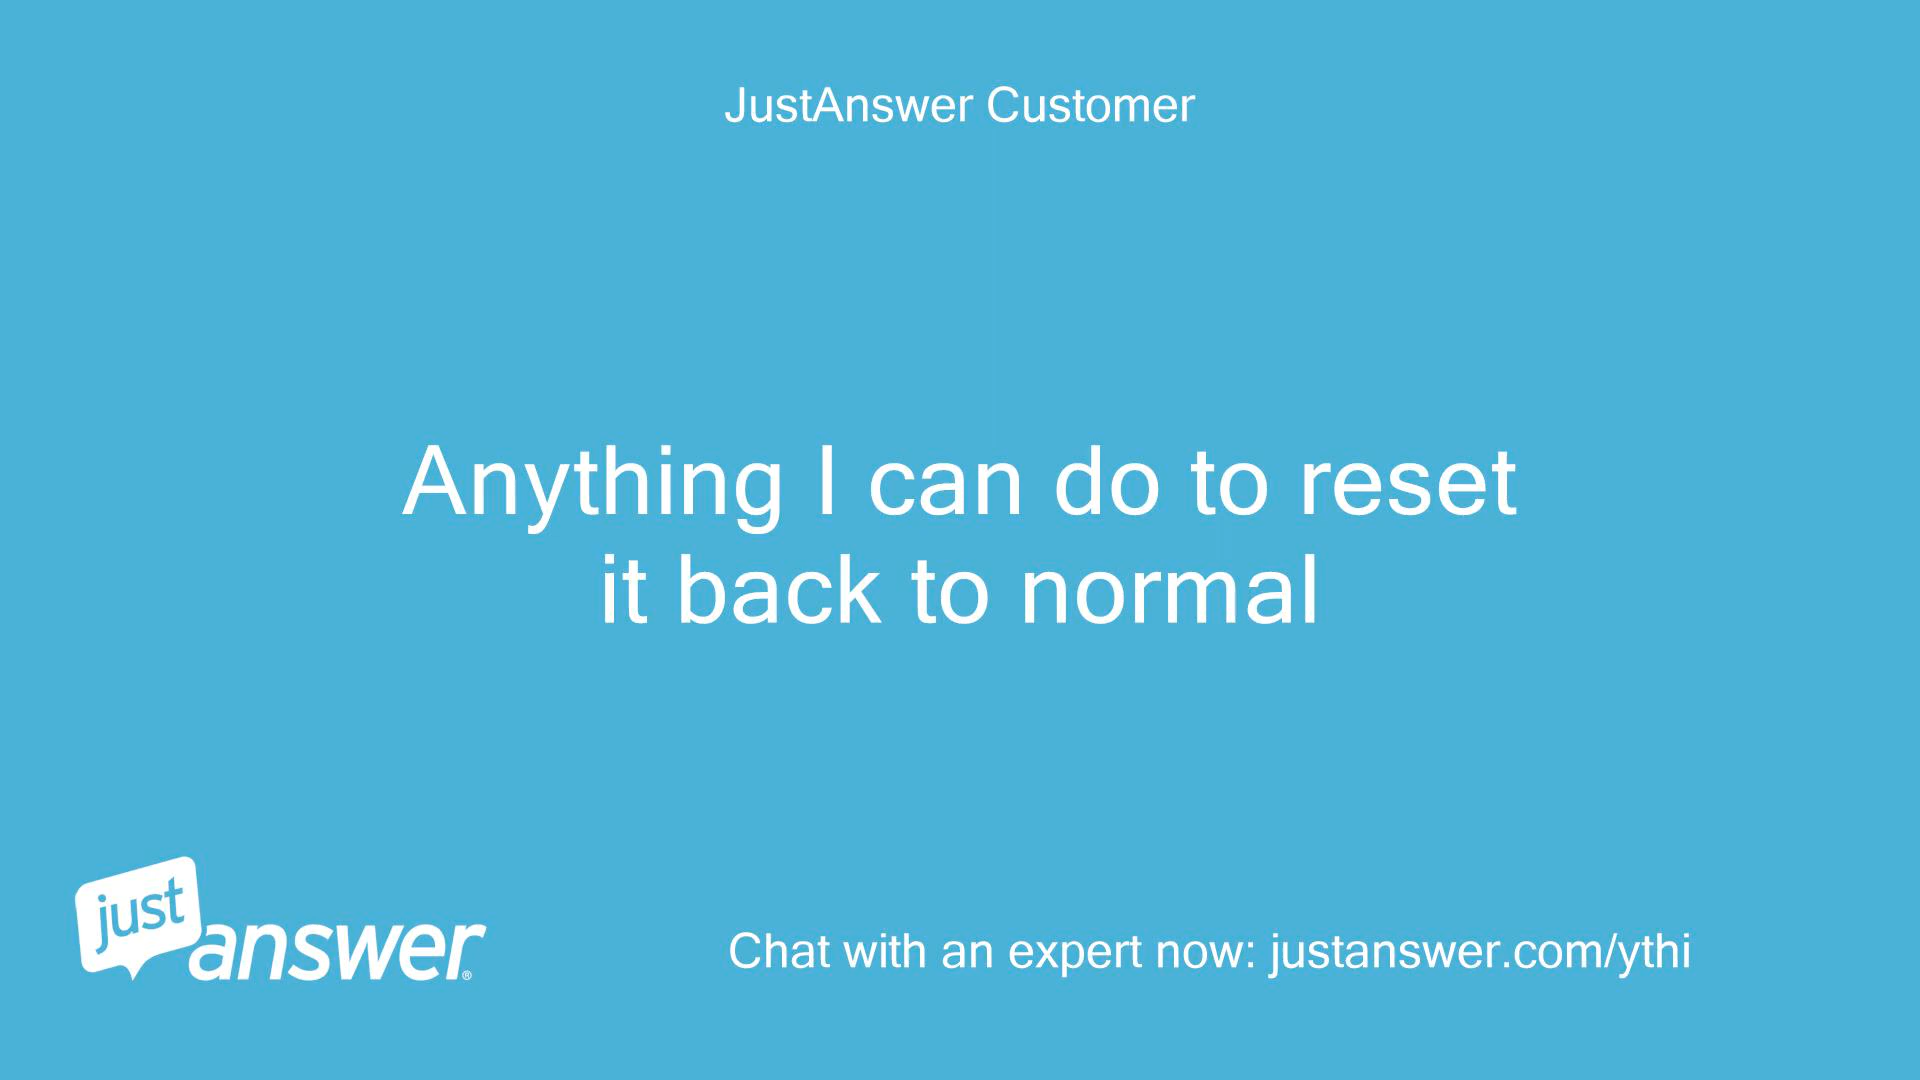 JustAnswer Customer
Anything I can do to reset
it back to normal
just
answer®
Chat with an expert now: justanswer.com/ythi